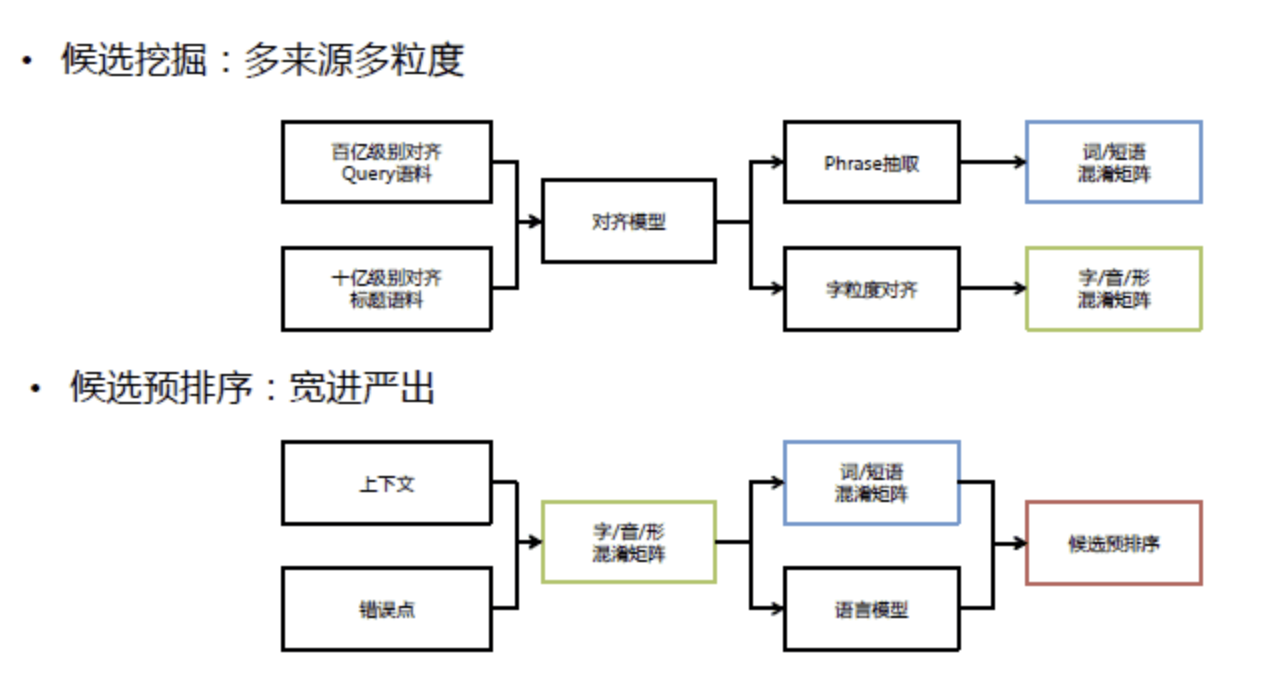 • 候选挖掘：多来源多粒度
百亿级别对齐
Query语料
十亿级别对齐
标题语料
对齐模型
Phrase抽取
字粒度对齐
词/短语
混淆矩阵
字/音/形
混淆矩阵
• 候选预排序：宽进严出
上下文
错误点
字/音/形
混淆矩阵
词/短语
混淆矩阵
语言模型
候选预排序